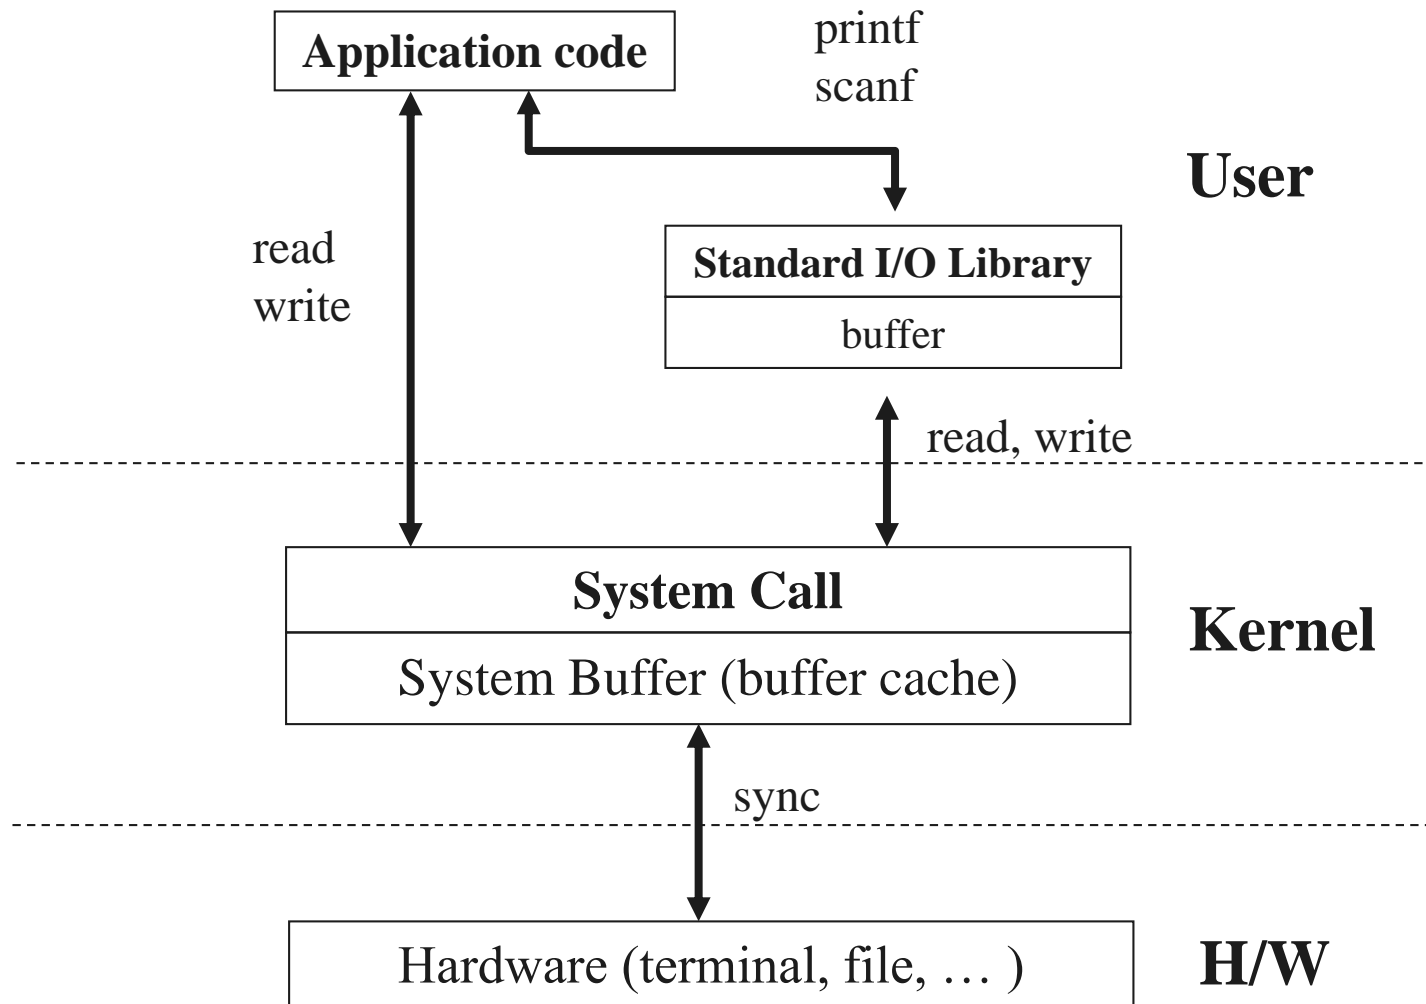 Application code
printf
scanf
User
read
write
Standard I/O Library
buffer
read, write
System Call
Kernel
System Buffer (buffer cache)
sync
Hardware (terminal, file, … )
H/W